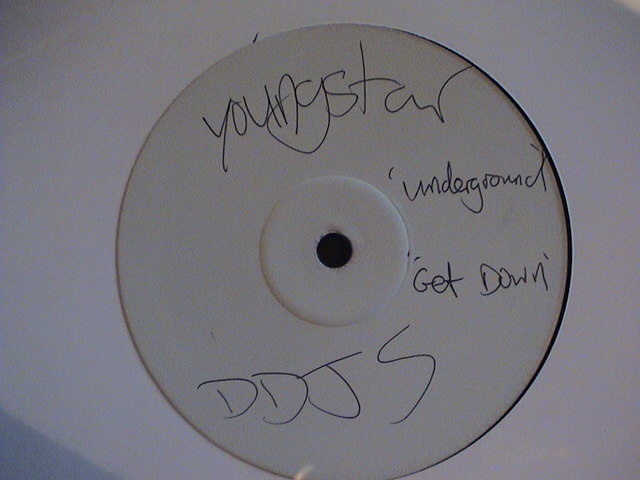 youngstar
'underground'
'Get Down'
DDJS